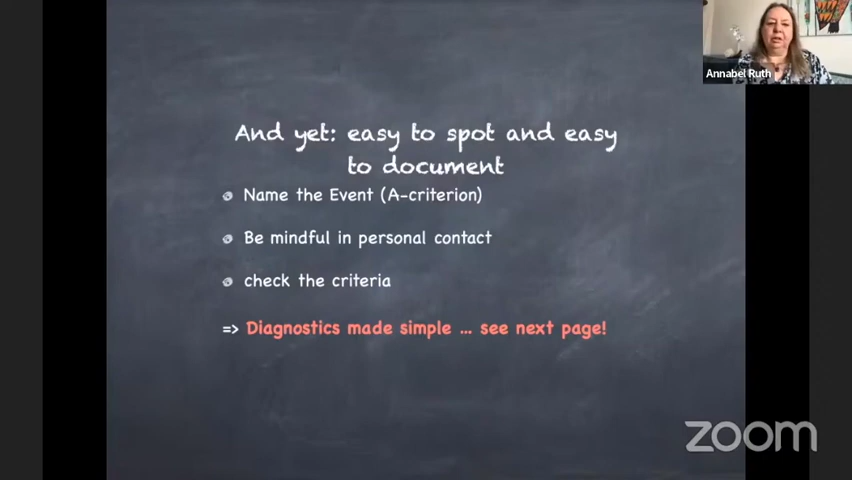 Annabel Ruth
And yet: easy to spot and easy
to document
Name the Event (A-criterion)
Be mindful in personal contact
check the criteria
=> Diagnostics made simple ... see next page!
zoom